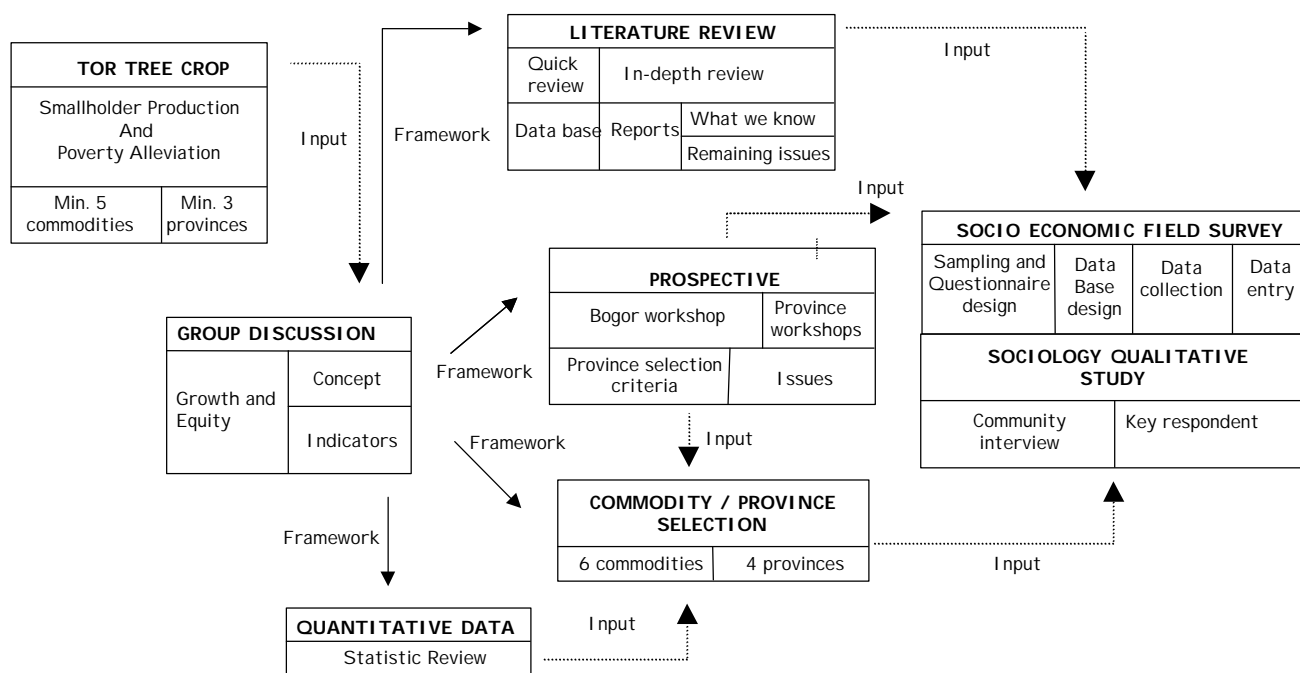 LITERATURE REVIEW
Quick
review
In-depth review
Data base
Reports
What we know
Remaining issues
Input
TOR TREE CROP
Smallholder Production
And
Poverty Alleviation
Min. 5
commodities
Min. 3
provinces
Input
Framework
Input
SOCIO ECONOMIC FIELD SURVEY
Sampling and
Questionnaire
design
Data
Base
design
Data
collection
Data
entry
SOCIOLOGY QUALITATIVE
STUDY
Community
interview
Key respondent
PROSPECTIVE
Bogor workshop
Province
workshops
Province selection
criteria
Issues
GROUP DISCUSSION
Growth and
Equity
Concept
Indicators
Framework
Framework
Input
COMMODITY / PROVINCE
SELECTION
6 commodities
4 provinces
Input
Framework
QUANTITATIVE DATA
Statistic Review
Input